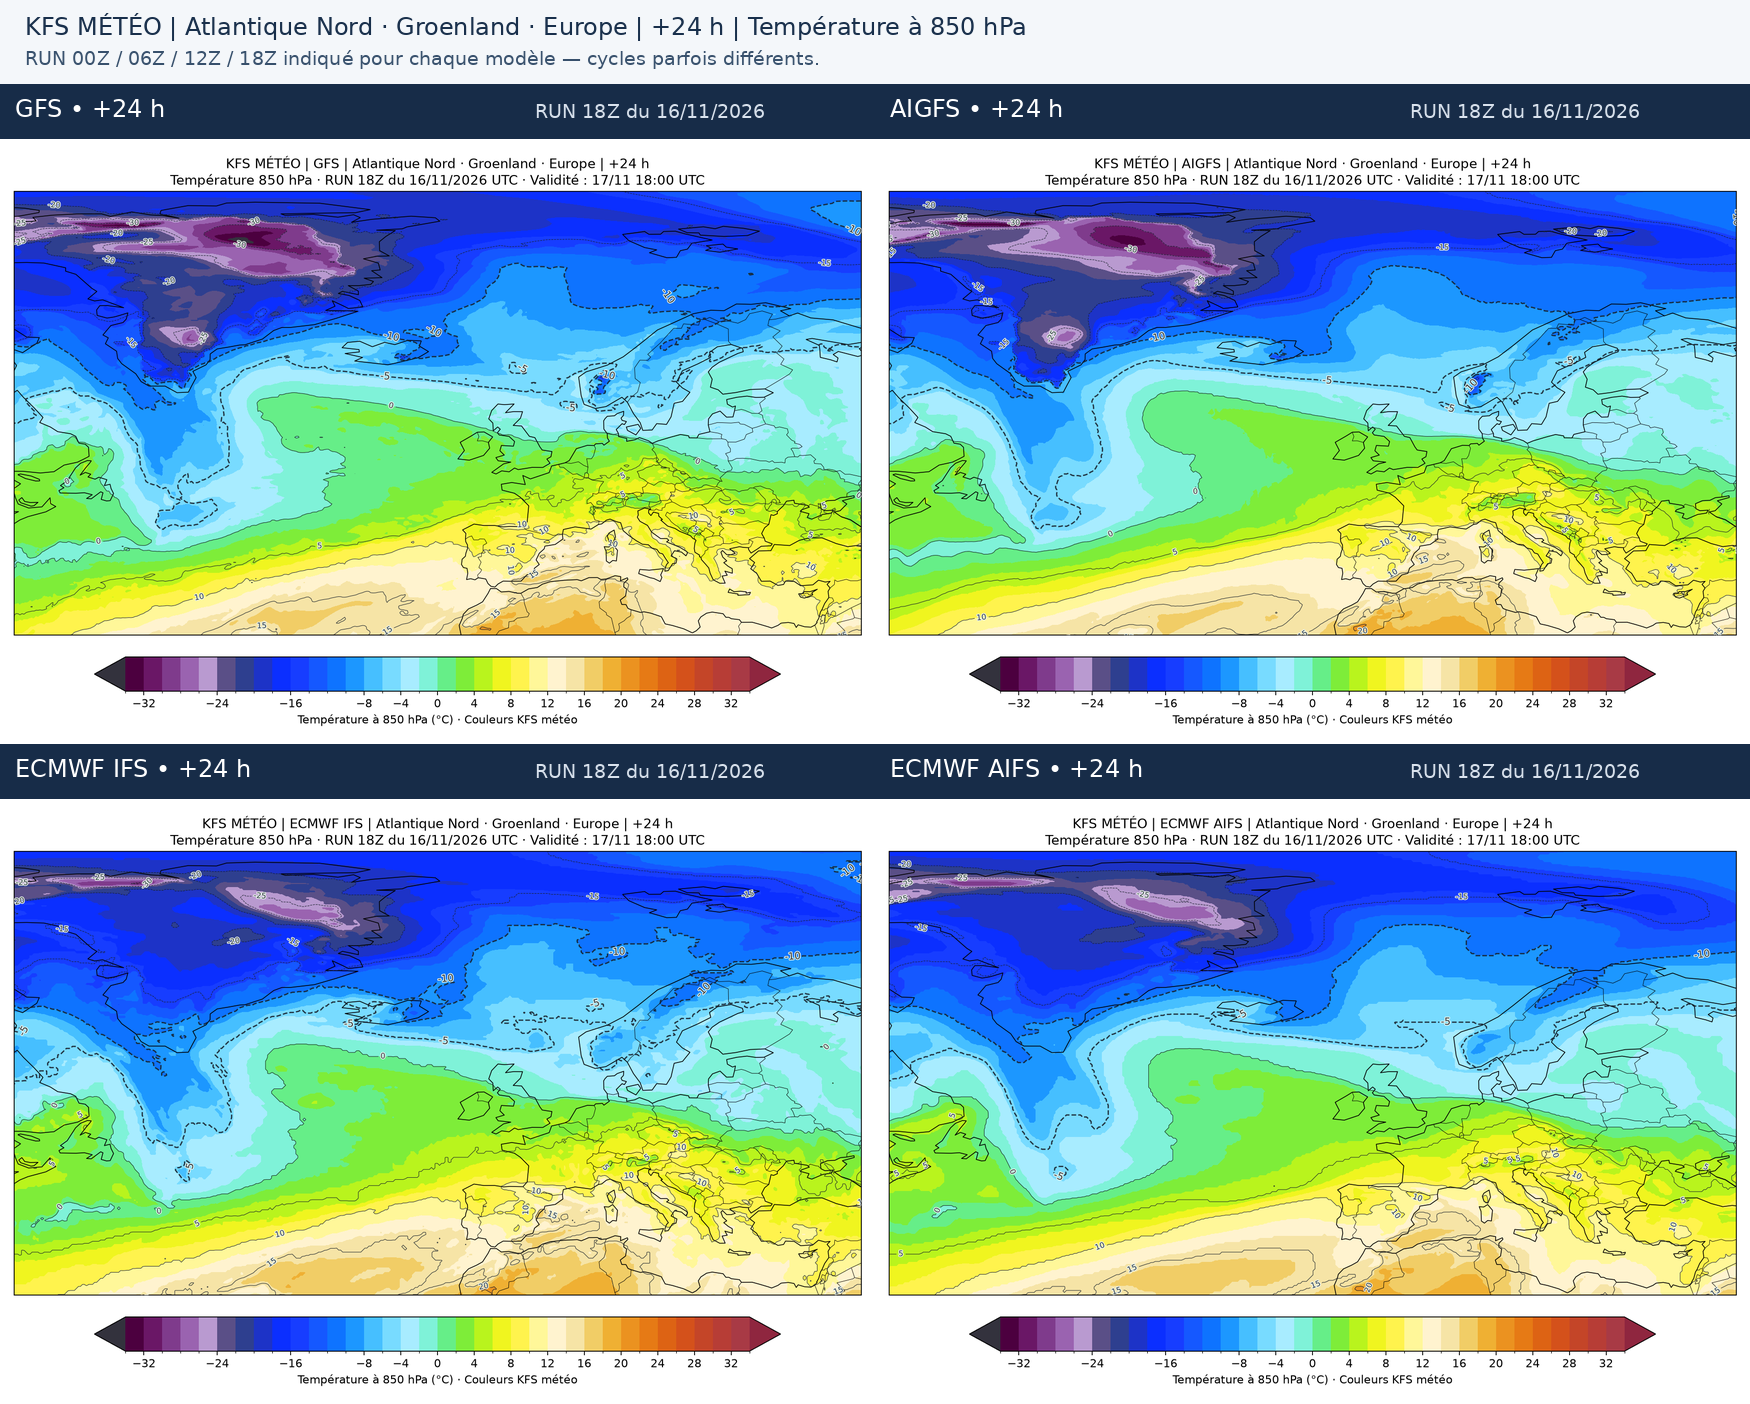 KFS MÉTÉO | Atlantique Nord · Groenland · Europe | +24 h | Température à 850 hPa
RUN 00Z / 06Z / 12Z / 18Z indiqué pour chaque modèle — cycles parfois différents.
GFS • +24 h
RUN 18Z du 16/11/2026
AIGFS • +24 h
RUN 18Z du 16/11/2026
KFS MÉTÉO | GFS | Atlantique Nord · Groenland · Europe | +24 h
Température 850 hPa · RUN 18Z du 16/11/2026 UTC · Validité : 17/11 18:00 UTC
KFS MÉTÉO | AIGFS | Atlantique Nord · Groenland · Europe | +24 h
Température 850 hPa · RUN 18Z du 16/11/2026 UTC · Validité : 17/11 18:00 UTC
−32 −24 −16 −8 −4 0 4 8 12 16 20 24 28 32
Température à 850 hPa (°C) · Couleurs KFS météo
−32 −24 −16 −8 −4 0 4 8 12 16 20 24 28 32
Température à 850 hPa (°C) · Couleurs KFS météo
ECMWF IFS • +24 h
RUN 18Z du 16/11/2026
ECMWF AIFS • +24 h
RUN 18Z du 16/11/2026
KFS MÉTÉO | ECMWF IFS | Atlantique Nord · Groenland · Europe | +24 h
Température 850 hPa · RUN 18Z du 16/11/2026 UTC · Validité : 17/11 18:00 UTC
KFS MÉTÉO | ECMWF AIFS | Atlantique Nord · Groenland · Europe | +24 h
Température 850 hPa · RUN 18Z du 16/11/2026 UTC · Validité : 17/11 18:00 UTC
−32 −24 −16 −8 −4 0 4 8 12 16 20 24 28 32
Température à 850 hPa (°C) · Couleurs KFS météo
−32 −24 −16 −8 −4 0 4 8 12 16 20 24 28 32
Température à 850 hPa (°C) · Couleurs KFS météo